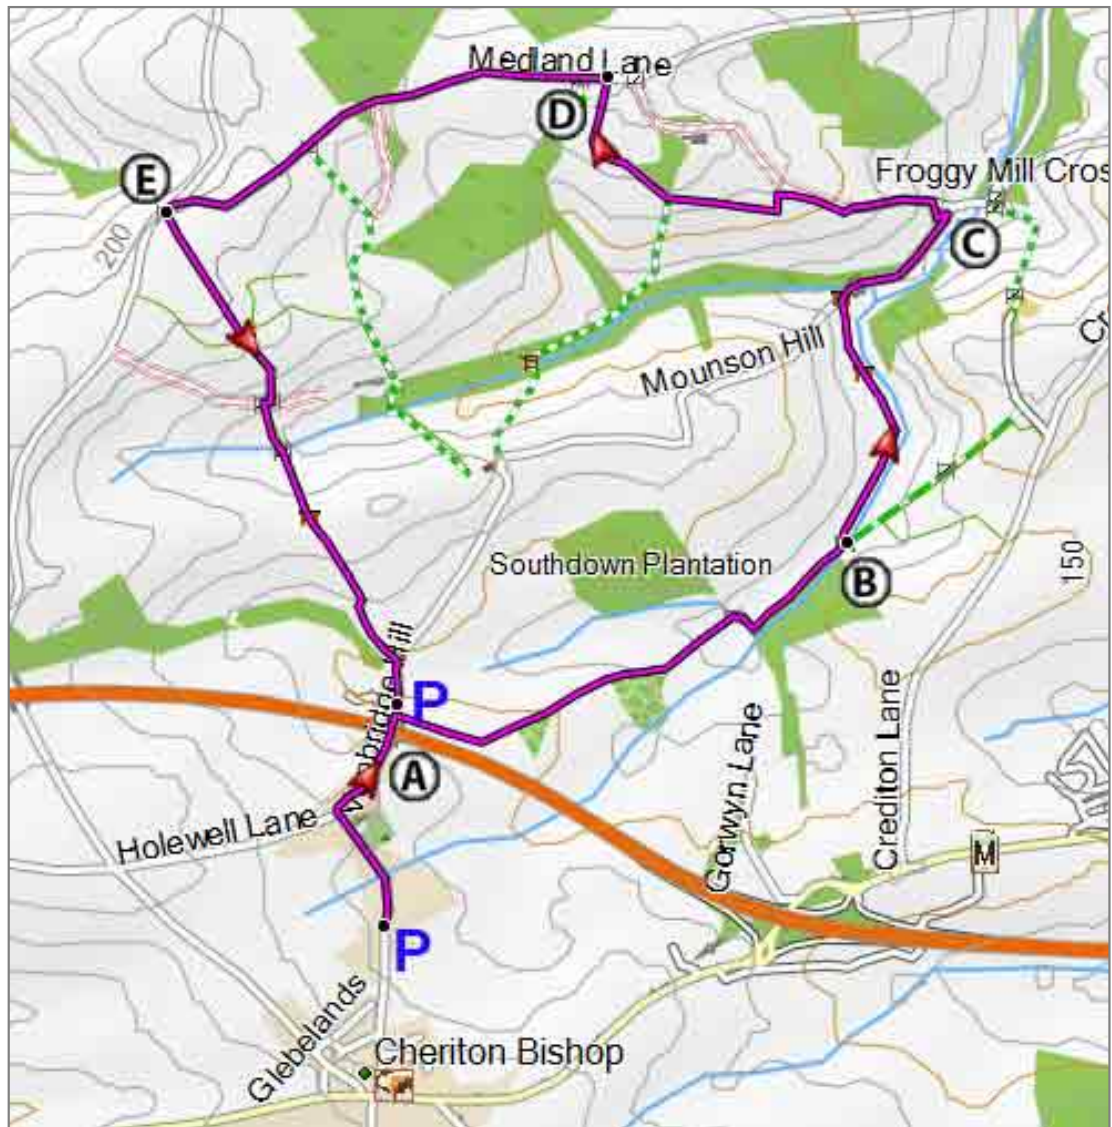 Medland Lane
D
Froggy Mill Cros
E
200
C
Cr
Mounson Hill
Southdown Plantation
B
150
P
A
Holewell Lane
Gorwyn Lane
Crediton Lane
M
P
Glebelands
Cheriton Bishop